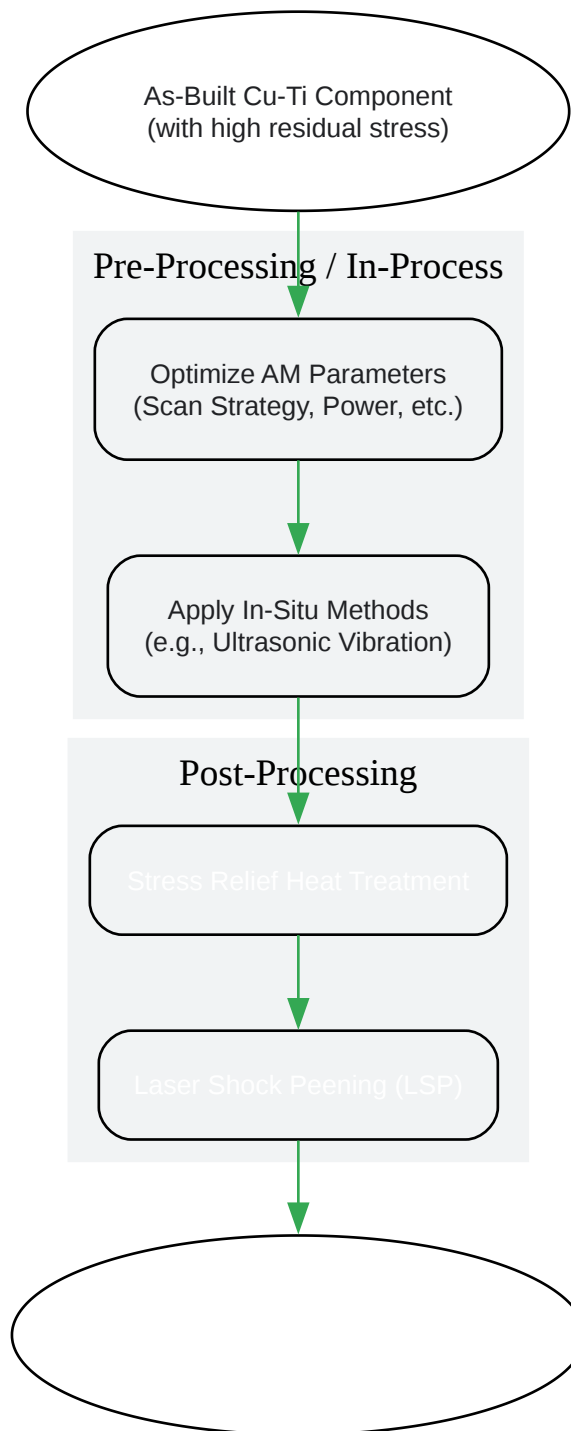 As-Built Cu-Ti Component
(with high residual stress)
Pre-Processing / In-Process
Optimize AM Parameters
(Scan Strategy, Power, etc.)
Apply In-Situ Methods
(e.g., Ultrasonic Vibration)
Post-Processing
Stress Relief Heat Treatment
Laser Shock Peening (LSP)